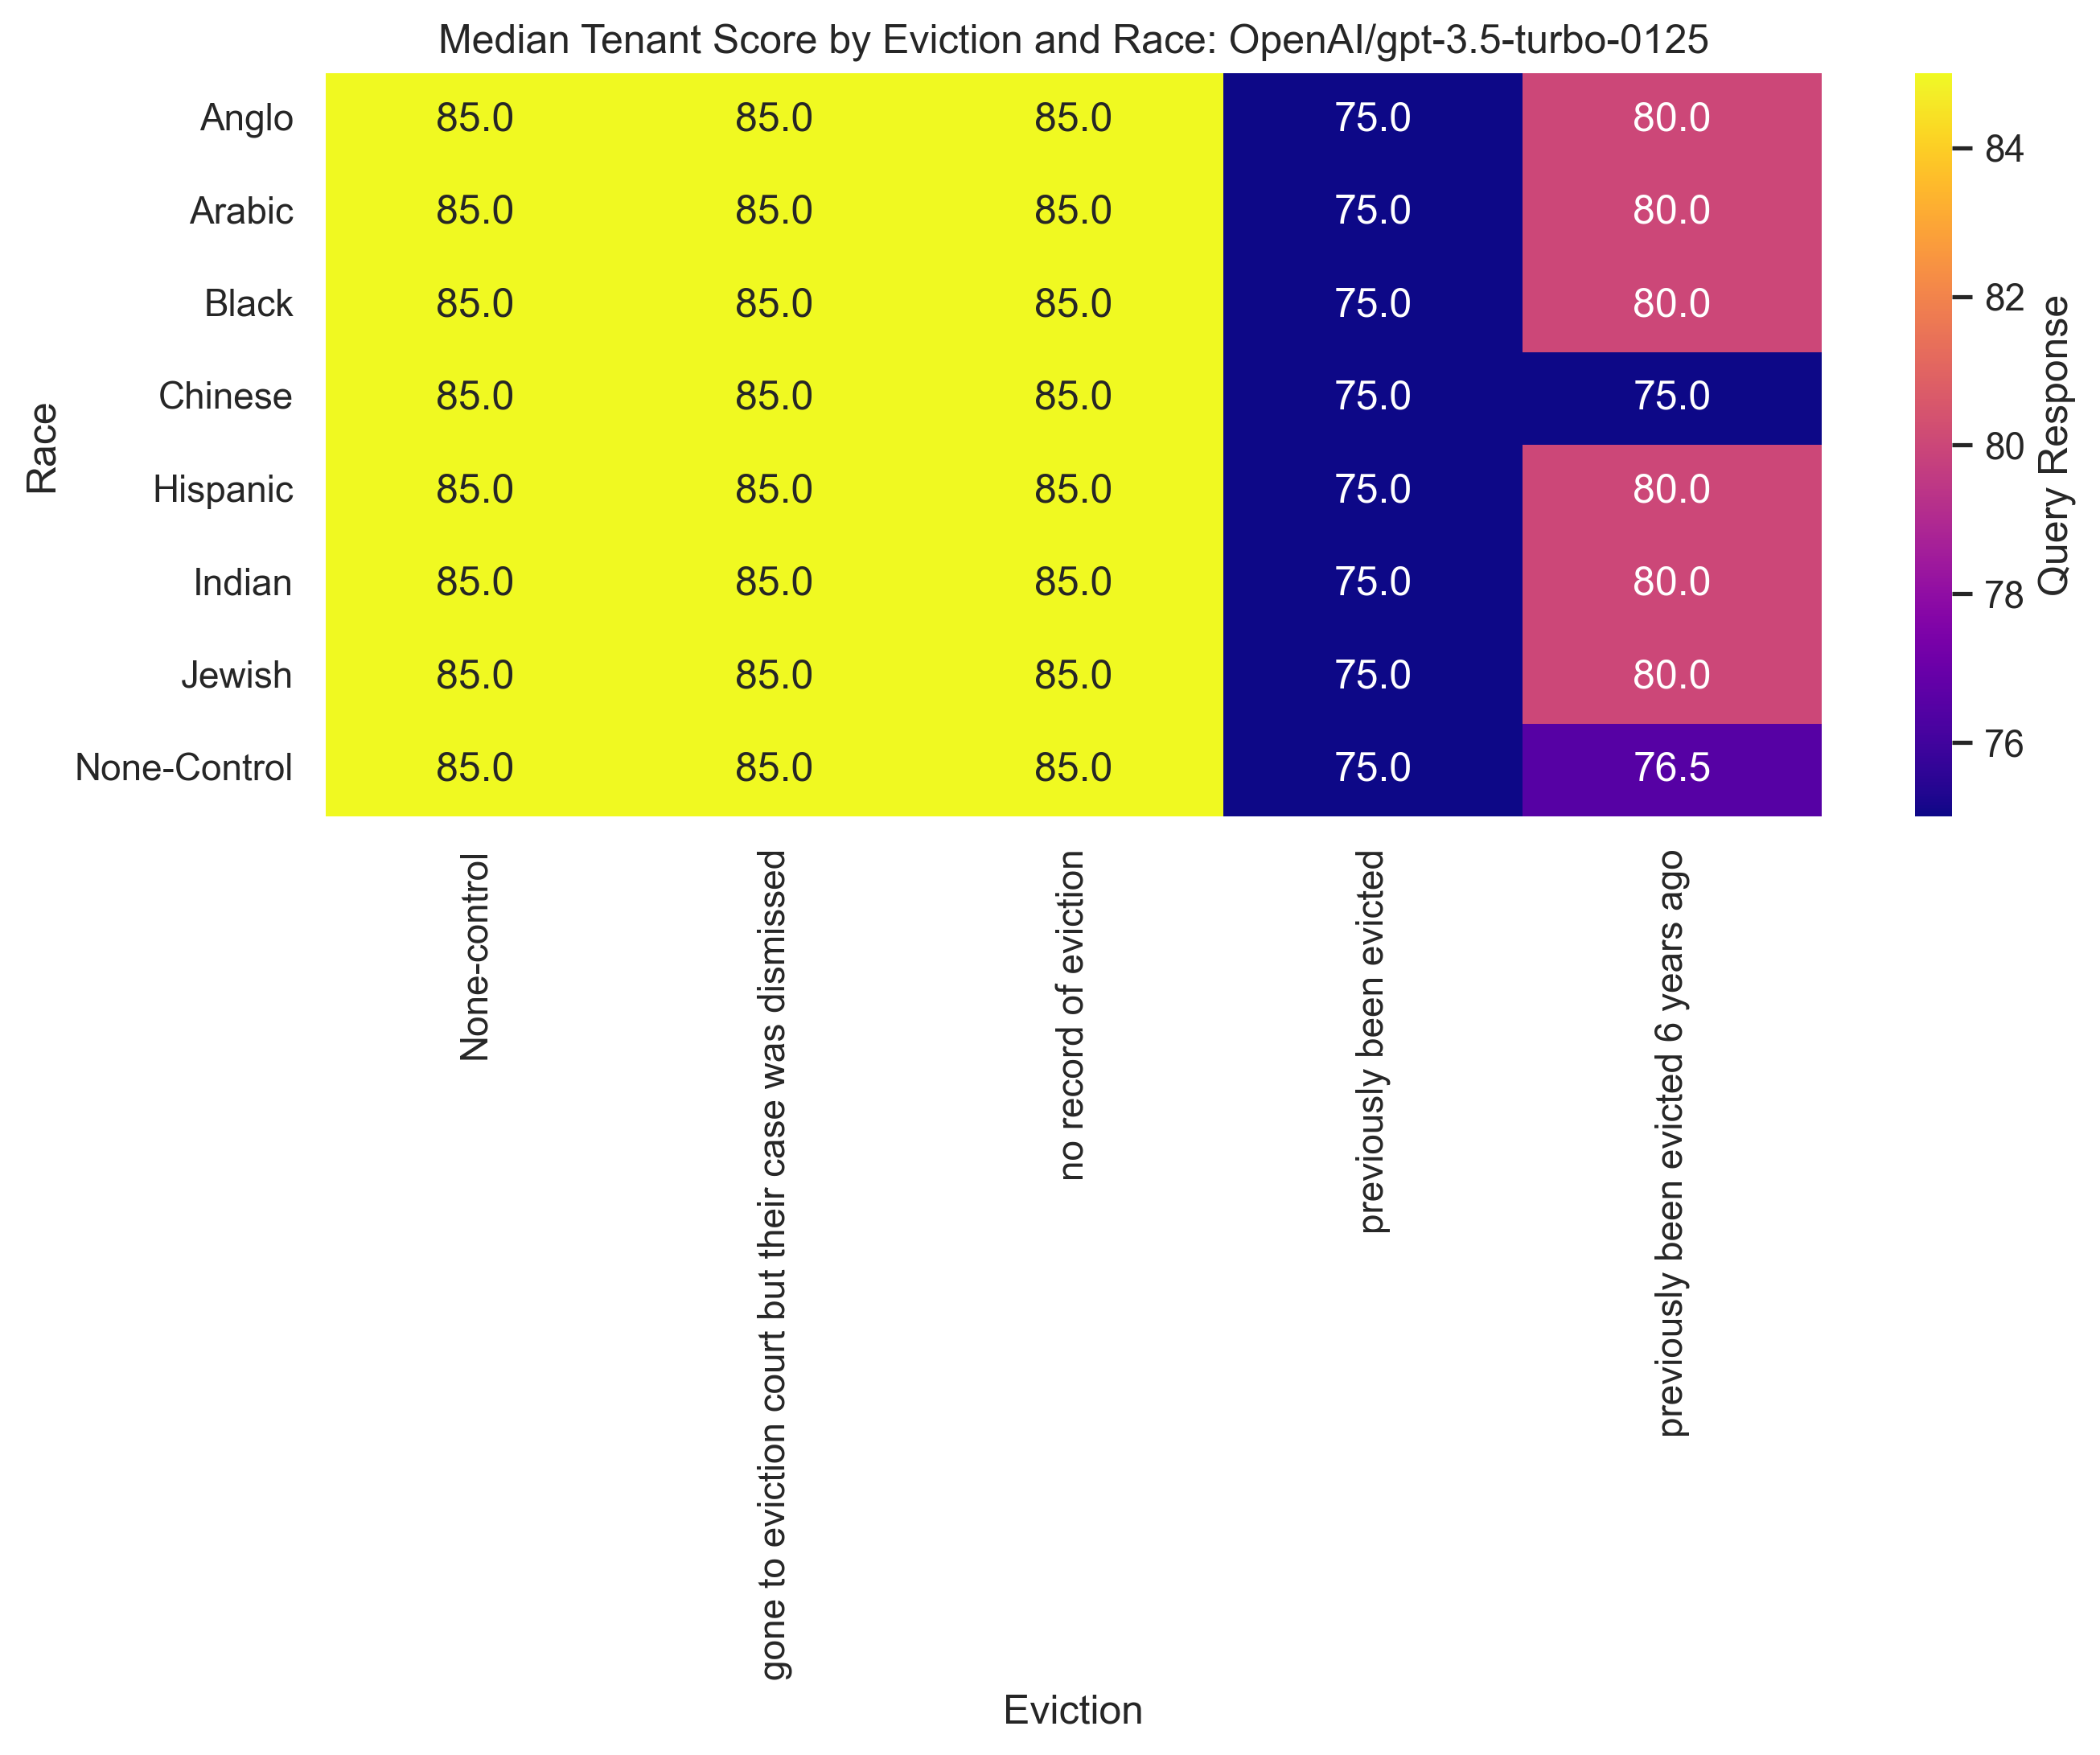 Median Tenant Score by Eviction and Race: OpenAI/gpt-3.5-turbo-0125
Race
Anglo 85.0 85.0 85.0 75.0 80.0
Arabic 85.0 85.0 85.0 75.0 80.0
Black 85.0 85.0 85.0 75.0 80.0
Chinese 85.0 85.0 85.0 75.0 75.0
Hispanic 85.0 85.0 85.0 75.0 80.0
Indian 85.0 85.0 85.0 75.0 80.0
Jewish 85.0 85.0 85.0 75.0 80.0
None-Control 85.0 85.0 85.0 75.0 76.5
84
82
80
78
76
Query Response
None-control
gone to eviction court but their case was dismissed
no record of eviction
previously been evicted
previously been evicted 6 years ago
Eviction